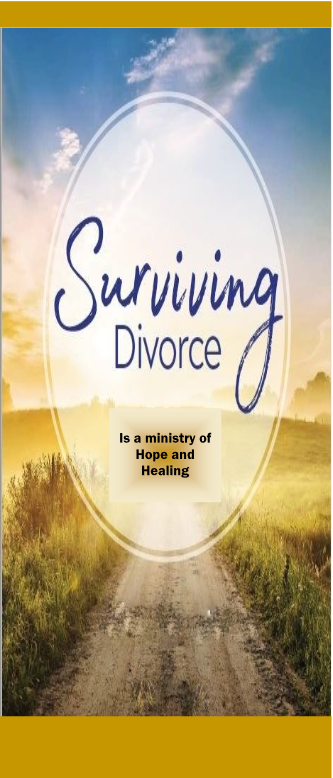 Surviving
Divorce
Is a ministry of
Hope and
Healing